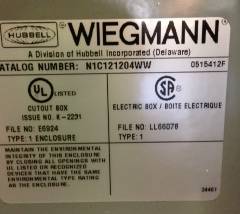 HUBBELL WIEGMANN
A Division of Hubbell Incorporated (Delaware)
CATALOG NUMBER: N1C121204WW 0515412F
UL LISTED
CUTOUT BOX
ISSUE NO. K-2231
FILE NO: E6924
TYPE: 1 ENCLOSURE
SA
ELECTRIC BOX / BOITE ELECTRIQUE
FILE NO: LL66078
TYPE: 1
MAINTAIN THE ENVIRONMENTAL
INTEGRITY OF THIS ENCLOSURE
BY CLOSING ALL OPENINGS WITH
UL LISTED OR RECOGNIZED
DEVICES HAVING THE SAME
ENVIRONMENTAL TYPE RATING
AS THE ENCLOSURE.